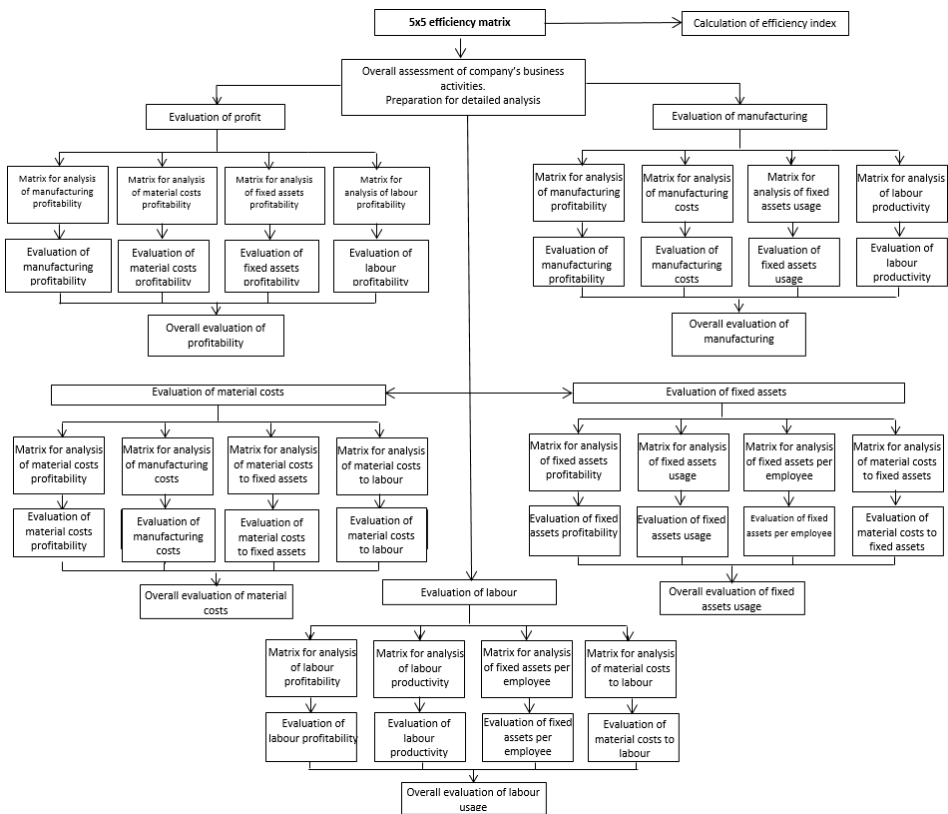 5x5 efficiency matrix
Calculation of efficiency index
Overall assessment of company's business
activities.
Preparation for detailed analysis
Evaluation of profit
Evaluation of manufacturing
Matrix for analysis
of manufacturing
profitability
Matrix for analysis
of material costs
profitability
Matrix for analysis
of fixed assets
profitability
Matrix for
analysis of labour
profitability
Matrix for analysis
of manufacturing
profitability
Matrix for analysis
of manufacturing
costs
Matrix for
analysis of fixed
assets usage
Matrix for analysis
of labour
productivity
Evaluation of
manufacturing
profitability
Evaluation of
material costs
profitability
Evaluation of
fixed assets
profitability
Evaluation of
labour
profitability
Evaluation of
manufacturing
profitability
Evaluation of
manufacturing
costs
Evaluation of
fixed assets
usage
Evaluation of
labour
productivity
Overall evaluation of
profitability
Overall evaluation of
manufacturing
Evaluation of material costs
Evaluation of fixed assets
Matrix for analysis
of material costs
profitability
Matrix for analysis
of manufacturing
costs
Matrix for analysis
of material costs
to fixed assets
Matrix for analysis
of material costs
to labour
Matrix for analysis
of fixed assets
profitability
Matrix for analysis
of fixed assets
usage
Matrix for analysis
of fixed assets per
employee
Matrix for analysis
of material costs
to fixed assets
Evaluation of
material costs
profitability
Evaluation of
manufacturing
costs
Evaluation of
material costs
to fixed assets
Evaluation of
material costs
to labour
Evaluation of fixed
assets profitability
Evaluation of fixed
assets usage
Evaluation of fixed
assets per employee
Evaluation of
material costs to
fixed assets
Overall evaluation of material
costs
Evaluation of labour
Overall evaluation of fixed
assets usage
Matrix for analysis
of labour
profitability
Matrix for analysis
of labour
productivity
Matrix for analysis
of fixed assets per
employee
Matrix for analysis
of material costs
to labour
Evaluation of
labour profitability
Evaluation of
labour
productivity
Evaluation of fixed
assets per
employee
Evaluation of
material costs to
labour
Overall evaluation of labour
usage